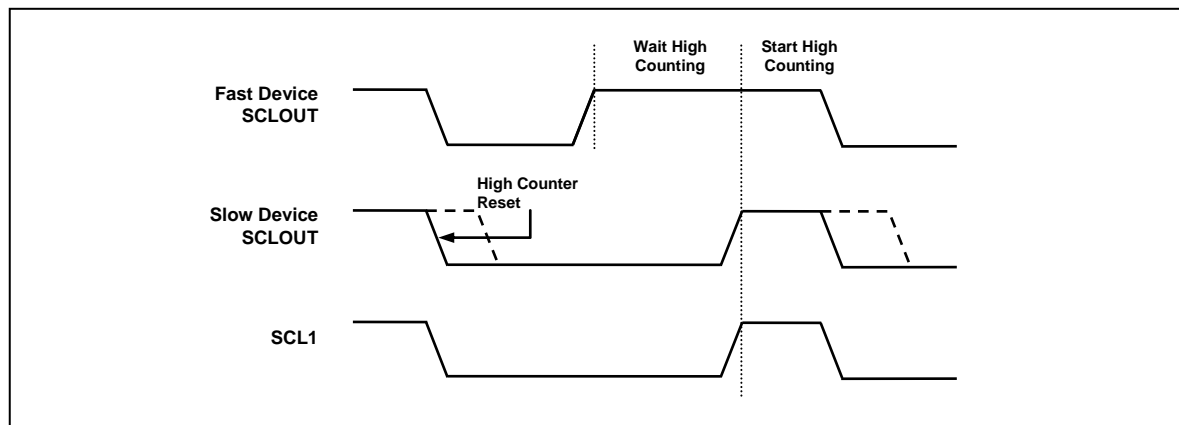 Wait High
Counting
Start High
Counting
Fast Device
SCLOUT
High Counter
Reset
Slow Device
SCLOUT
SCL1